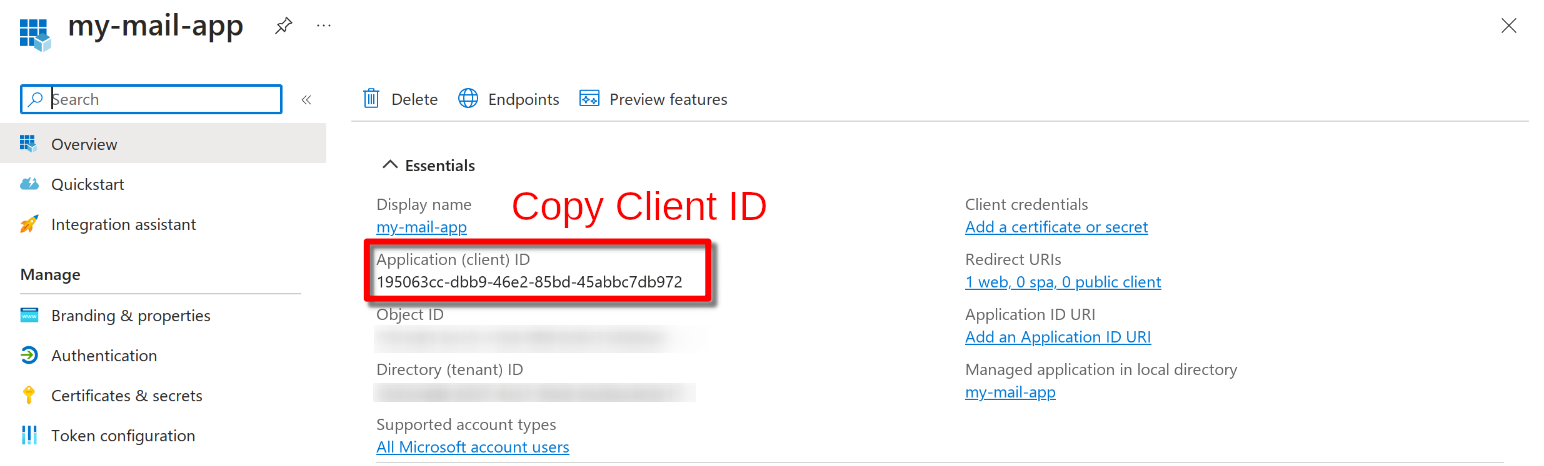 my-mail-app
Search
Delete
Endpoints
Preview features
Overview
Quickstart
Integration assistant
Manage
Branding & properties
Authentication
Certificates & secrets
Token configuration
Essentials
Copy Client ID
Display name
my-mail-app
Application (client) ID
195063cc-dbb9-46e2-85bd-45abbc7db972
Object ID
Directory (tenant) ID
Supported account types
All Microsoft account users
Client credentials
Add a certificate or secret
Redirect URIs
1 web, 0 spa, 0 public client
Application ID URI
Add an Application ID URI
Managed application in local directory
my-mail-app